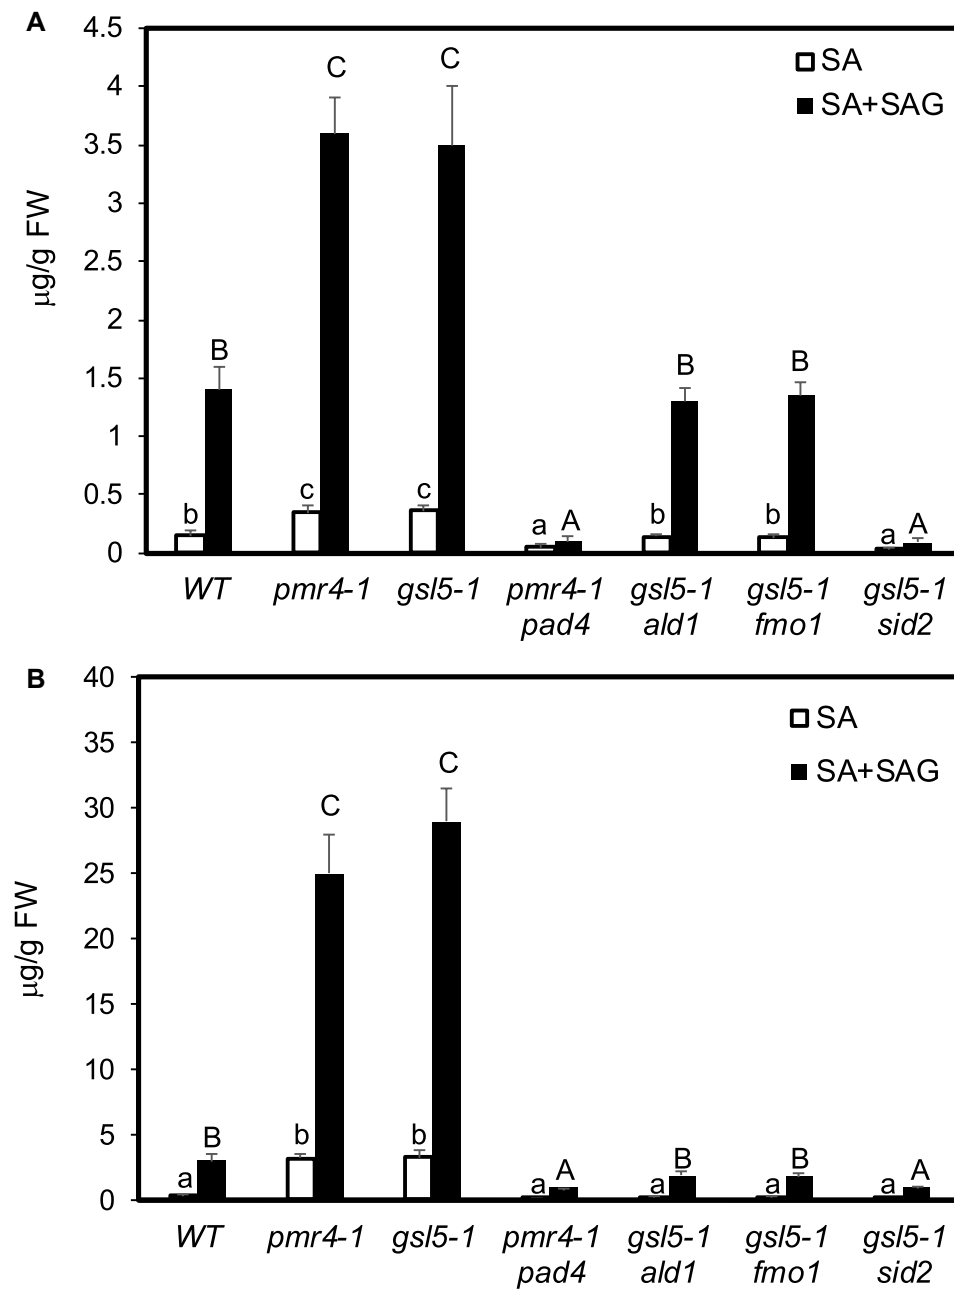 A
4.5
4
3.5
3
2.5
2
1.5
1
0.5
0
μg/g FW
SA
SA+SAG
b B
c C
c C
a A
b B
b B
a A
WT pmr4-1 gsl5-1 pmr4-1 gsl5-1 gsl5-1 gsl5-1
pad4 ald1 fmo1 sid2
B
40
35
30
25
20
15
10
5
0
μg/g FW
SA
SA+SAG
a B
b C
b C
a A
a B
a B
a A
WT pmr4-1 gsl5-1 pmr4-1 gsl5-1 gsl5-1 gsl5-1
pad4 ald1 fmo1 sid2